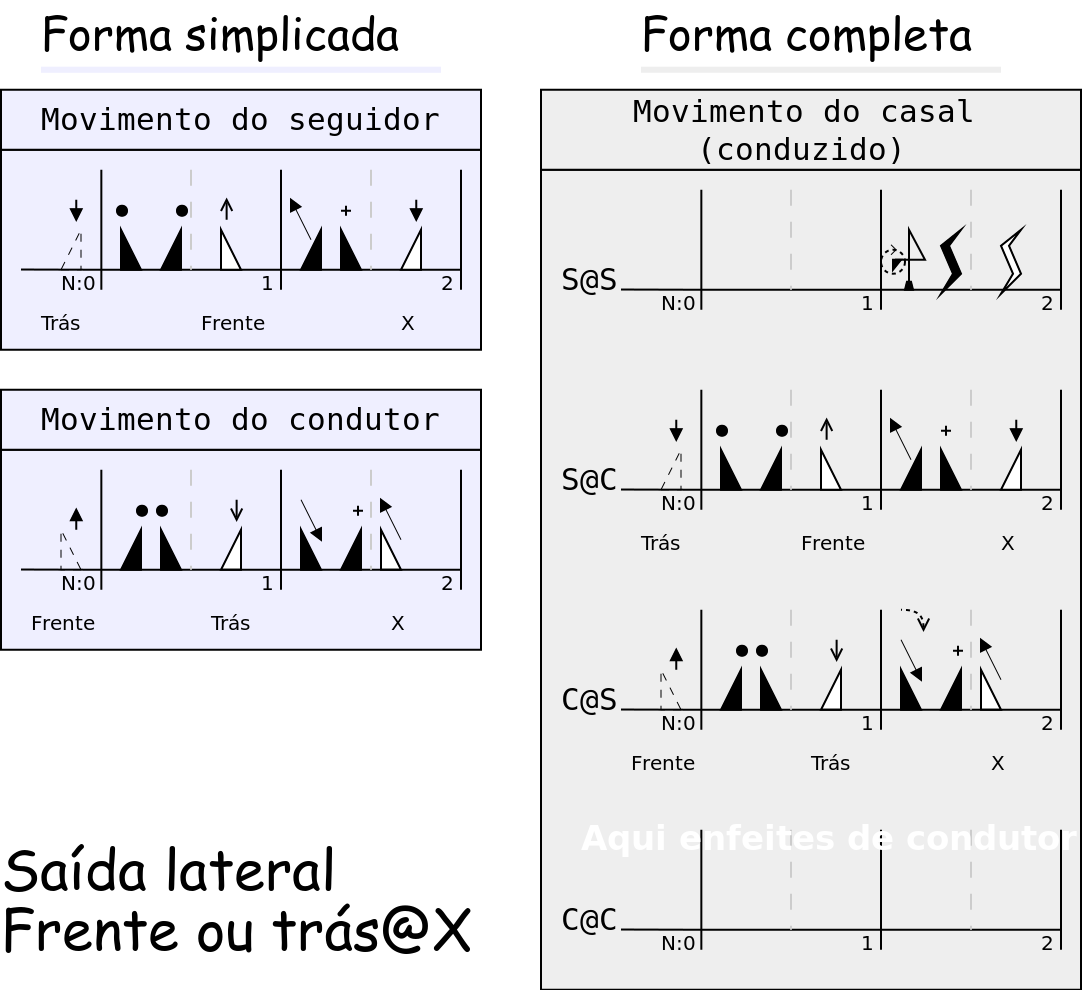 Forma simplicada
Movimento do seguidor
N:0 1 2
Trás Frente X
Movimento do condutor
N:0 1 2
Frente Trás X
Saída lateral
Frente ou trás@X
Forma completa
Movimento do casal
(conduzido)
S@S
N:0 1 2
S@C
N:0 1 2
Trás Frente X
C@S
N:0 1 2
Frente Trás X
Aqui enfeites de condutor
C@C
N:0 1 2